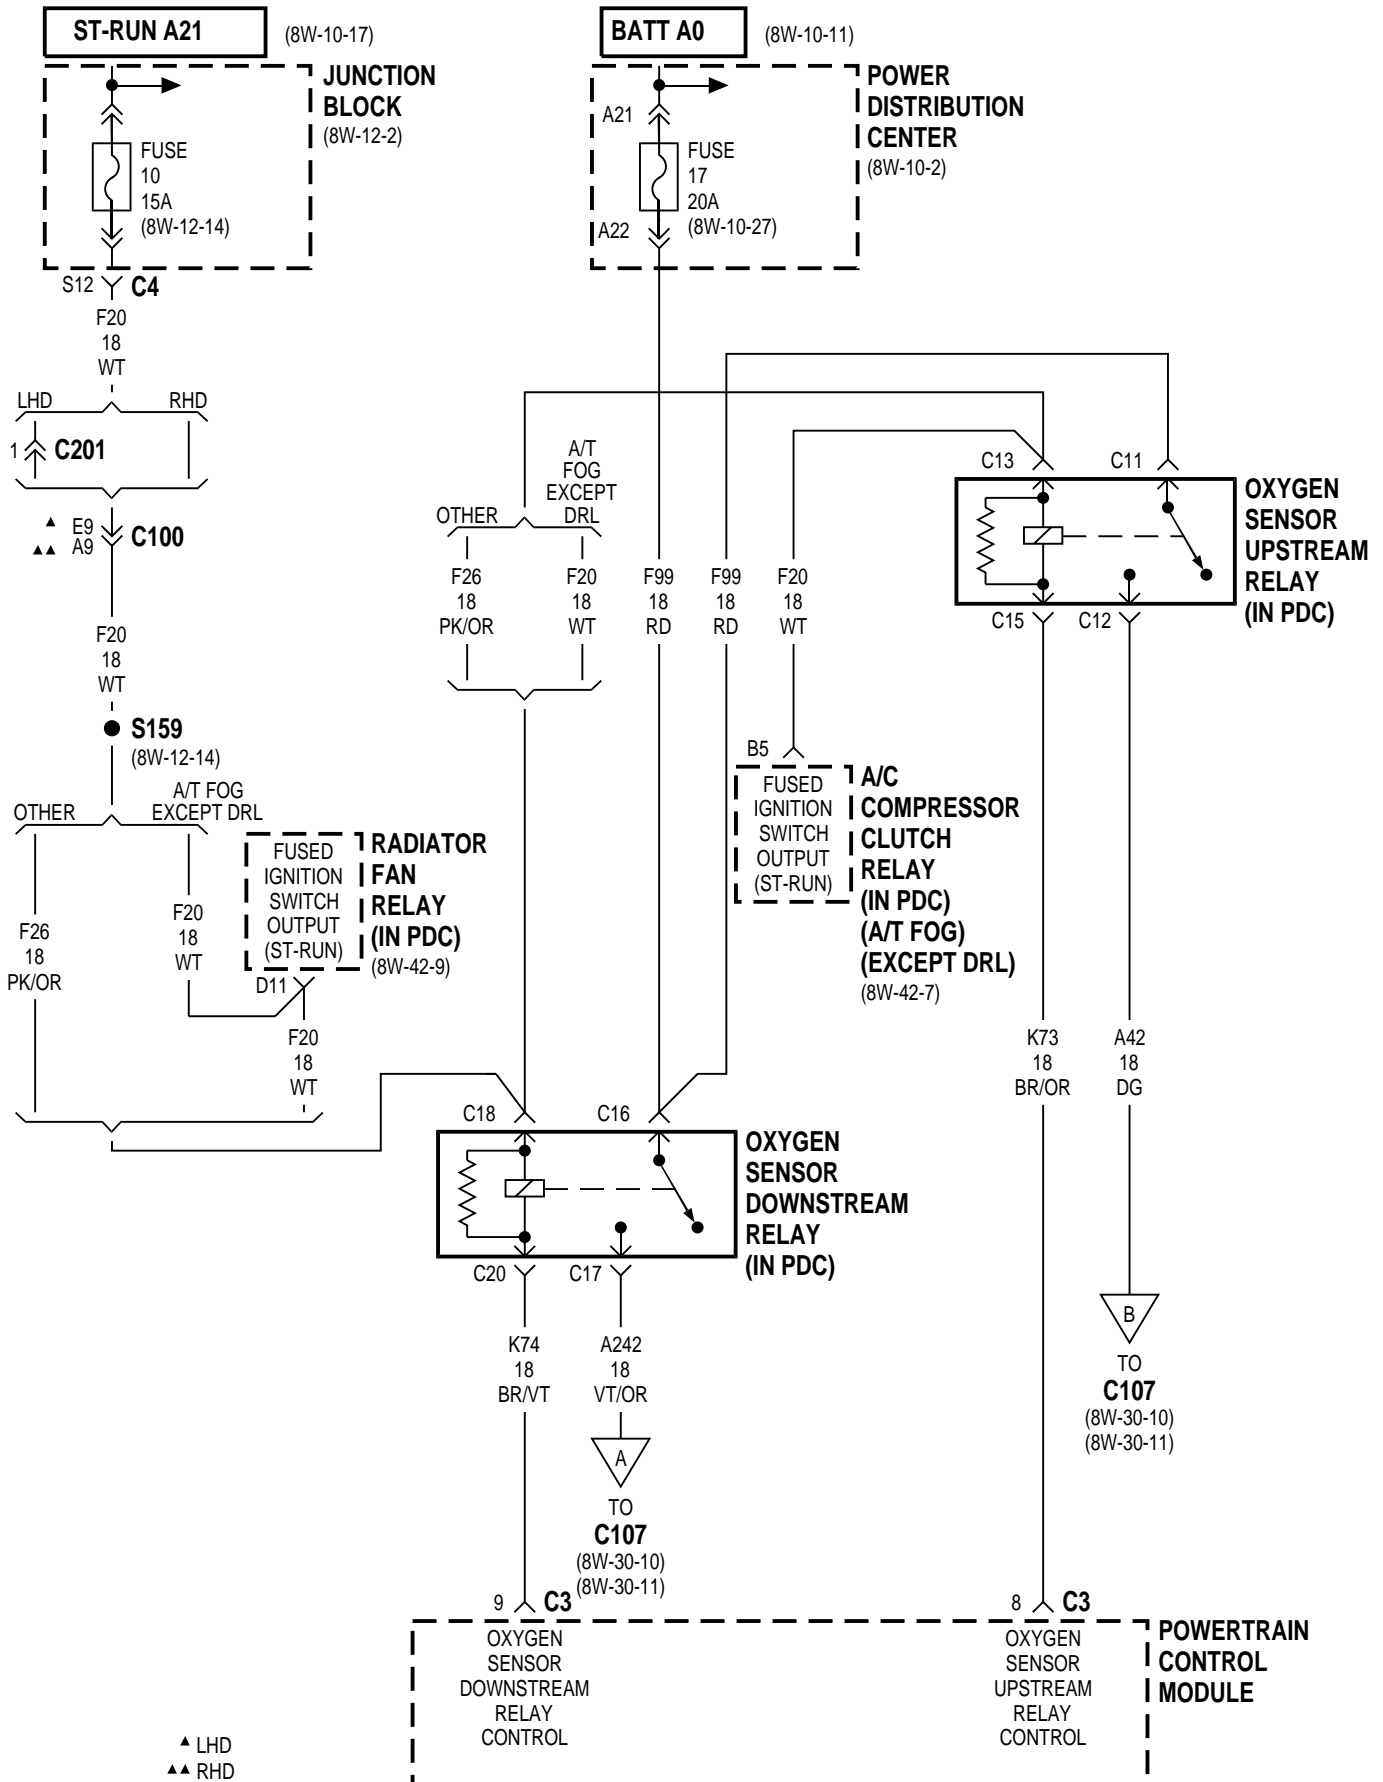 ST-RUN A21
(8W-10-17)
BATT A0
(8W-10-11)
JUNCTION
BLOCK
(8W-12-2)
FUSE
10
15A
(8W-12-14)
A21
FUSE
17
20A
(8W-10-27)
A22
POWER
DISTRIBUTION
CENTER
(8W-10-2)
S12
C4
F20
18
WT
LHD
RHD
1
C201
▲ E9
▲▲ A9
C100
F20
18
WT
S159
(8W-12-14)
OTHER
A/T FOG
EXCEPT DRL
F26
18
PK/OR
F20
18
WT
FUSED
IGNITION
SWITCH
OUTPUT
(ST-RUN)
RADIATOR
FAN
RELAY
(IN PDC)
(8W-42-9)
D11
F20
18
WT
OTHER
A/T
FOG
EXCEPT
DRL
F26
18
PK/OR
F20
18
WT
F99
18
RD
F99
18
RD
F20
18
WT
B5
FUSED
IGNITION
SWITCH
OUTPUT
(ST-RUN)
A/C
COMPRESSOR
CLUTCH
RELAY
(IN PDC)
(A/T FOG)
(EXCEPT DRL)
(8W-42-7)
C13
C11
OXYGEN
SENSOR
UPSTREAM
RELAY
(IN PDC)
C15
C12
K73
18
BR/OR
A42
18
DG
C18
C16
OXYGEN
SENSOR
DOWNSTREAM
RELAY
(IN PDC)
C20
C17
K74
18
BR/VT
A242
18
VT/OR
A
TO
C107
(8W-30-10)
(8W-30-11)
B
TO
C107
(8W-30-10)
(8W-30-11)
9
C3
8
C3
OXYGEN
SENSOR
DOWNSTREAM
RELAY
CONTROL
OXYGEN
SENSOR
UPSTREAM
RELAY
CONTROL
POWERTRAIN
CONTROL
MODULE
▲ LHD
▲▲ RHD